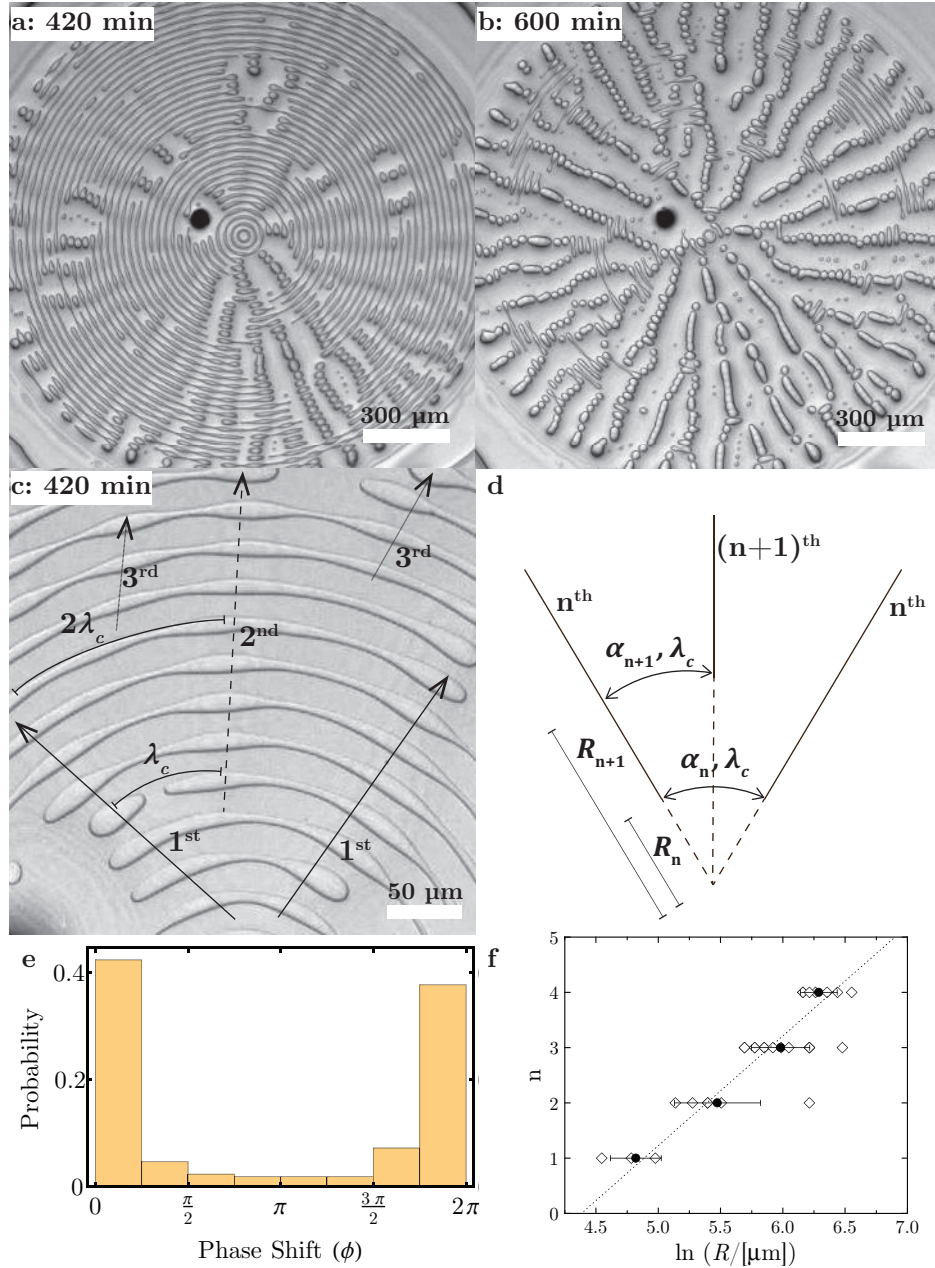 a: 420 min
b: 600 min
300 µm
300 µm
c: 420 min
3rd
3rd
2λc
2nd
λc
1st
1st
50 µm
d
(n+1)th
nth
nth
αn+1, λc
Rn+1
αn, λc
Rn
e
0.4
0.2
0
Probability
0
π/2
π
3π/2
2π
Phase Shift (ϕ)
f
5
4
3
2
1
0
n
4.5
5.0
5.5
6.0
6.5
7.0
ln (R/[µm])